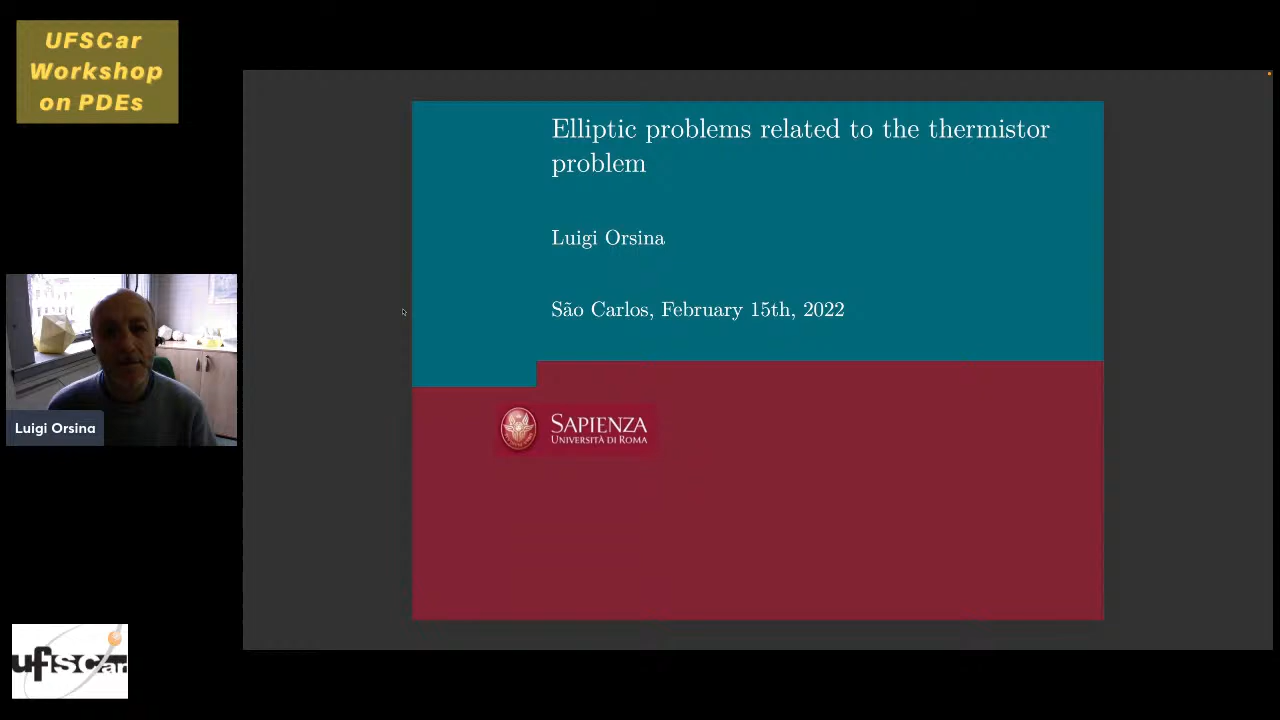 UFSCar
Workshop
on PDEs
Elliptic problems related to the thermistor
problem
Luigi Orsina
São Carlos, February 15th, 2022
Luigi Orsina
SAPIENZA
UNIVERSITÀ DI ROMA
ufscar